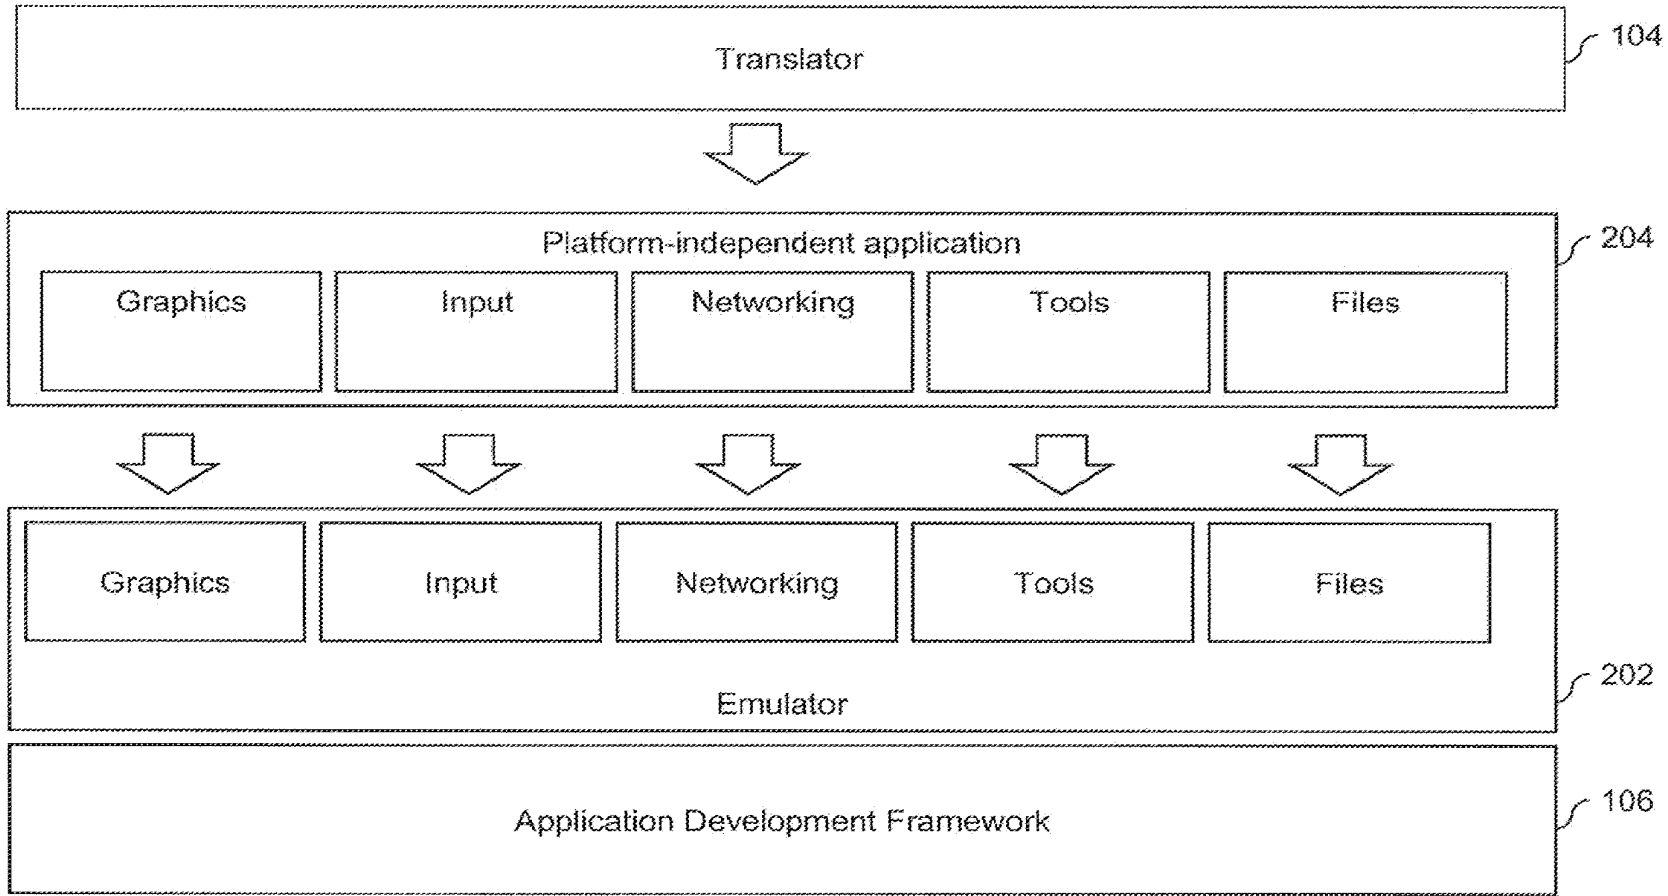 Translator
104
Platform-independent application
204
Graphics Input Networking Tools Files
Graphics Input Networking Tools Files
202
Emulator
Application Development Framework
106